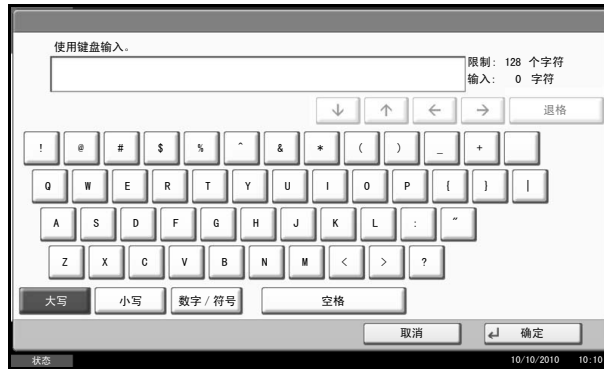 使用键盘输入。
限制: 128 个字符
输入: 0 字符
退格
! @ # $ % ^ & * ( ) _ +
Q W E R T Y U I O P { } |
A S D F G H J K L : "
Z X C V B N M < > ?
大写 小写 数字 / 符号 空格
取消 确定
状态 10/10/2010 10:10